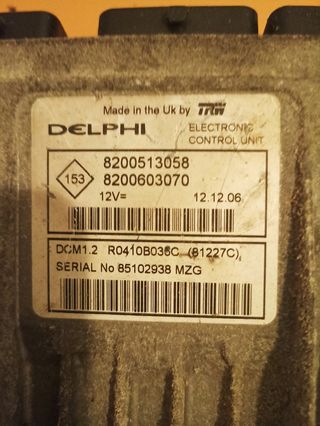 Made in the Uk by TRW
DELPHI ELECTRONIC CONTROL UNIT
153
8200513058
8200603070
12V= 12.12.06
DCM1.2 R0410B036C (81227C)
SERIAL No 85102938 MZG